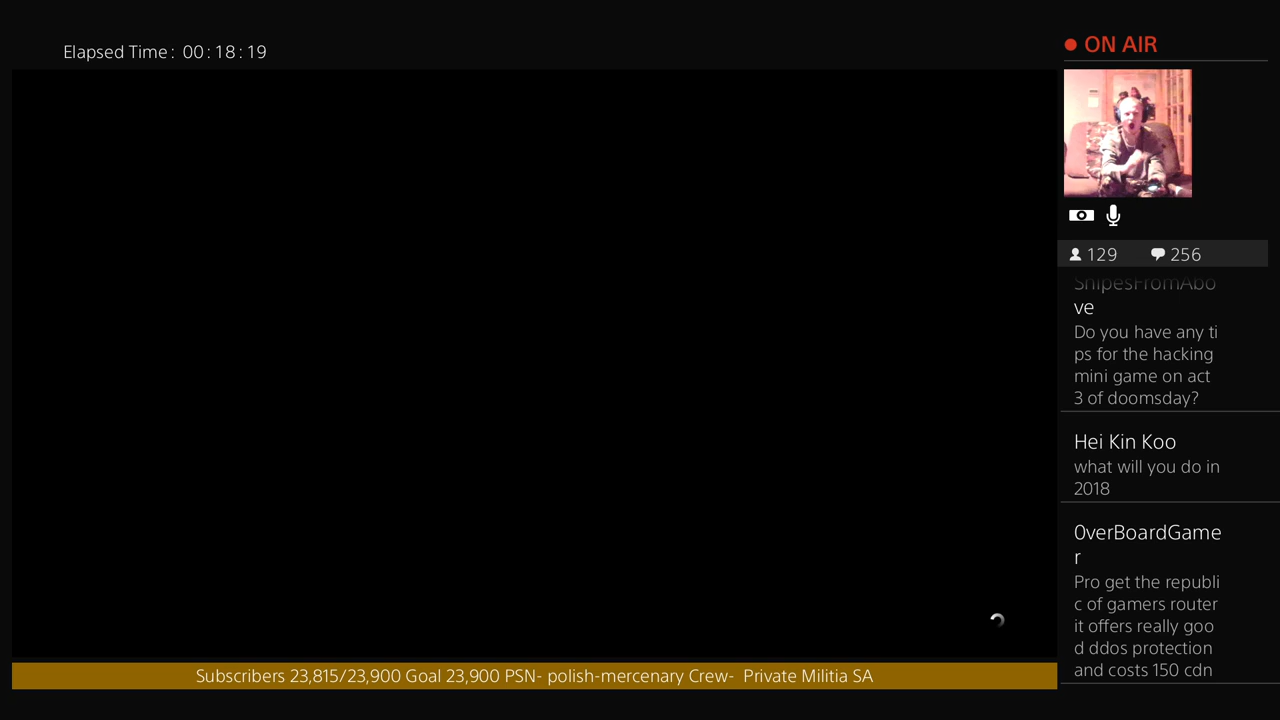 Elapsed Time: 00:18:19
ON AIR
129 256
SnipesFromAbo
ve
Do you have any ti
ps for the hacking
mini game on act
3 of doomsday?
Hei Kin Koo
what will you do in
2018
0verBoardGame
r
Pro get the republi
c of gamers router
it offers really goo
d ddos protection
and costs 150 cdn
Subscribers 23,815/23,900 Goal 23,900 PSN- polish-mercenary Crew- Private Militia SA